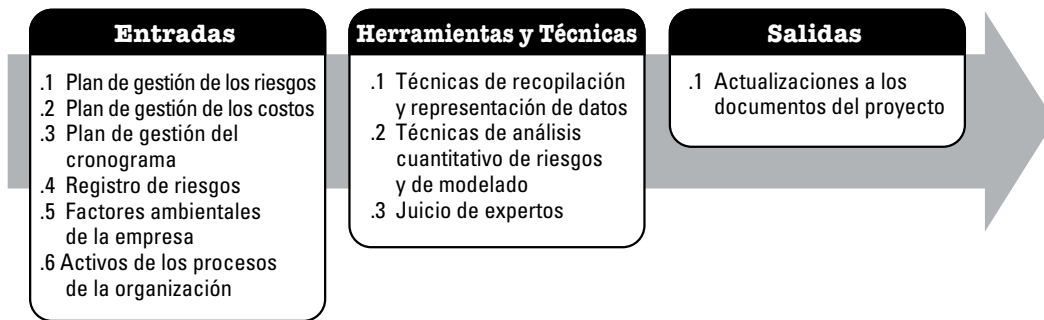 Entradas
.1 Plan de gestión de los riesgos
.2 Plan de gestión de los costos
.3 Plan de gestión del
cronograma
.4 Registro de riesgos
.5 Factores ambientales
de la empresa
.6 Activos de los procesos
de la organización
Herramientas y Técnicas
.1 Técnicas de recopilación
y representación de datos
.2 Técnicas de análisis
cuantitativo de riesgos
y de modelado
.3 Juicio de expertos
Salidas
.1 Actualizaciones a los
documentos del proyecto